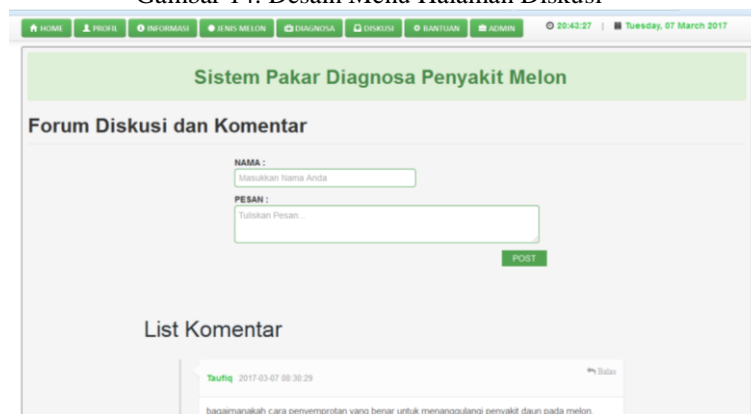 Gambar 14. Desain Menu Halaman Diskusi
HOME PROFIL INFORMASI JENIS MELON DIAGNOSA DISKUSI BANTUAN ADMIN 20:43:27 | Tuesday, 07 March 2017
Sistem Pakar Diagnosa Penyakit Melon
Forum Diskusi dan Komentar
NAMA :
Masukkan Nama Anda
PESAN :
Tuliskan Pesan...
POST
List Komentar
Taufiq 2017-03-07 08:30:29 Balas
bagaimanakah cara penyemprotan yang benar untuk menanggulangi penyakit daun pada melon.